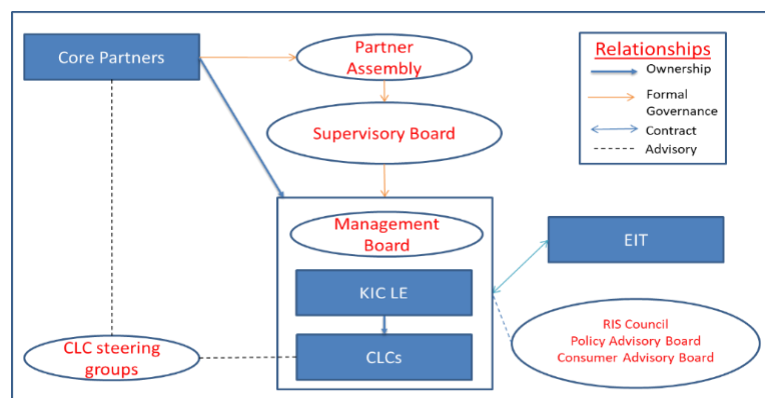 Core Partners
Partner
Assembly
Relationships
Ownership
Formal
Governance
Contract
Advisory
Supervisory Board
Management
Board
EIT
KIC LE
RIS Council
Policy Advisory Board
Consumer Advisory Board
CLC steering
groups
CLCs